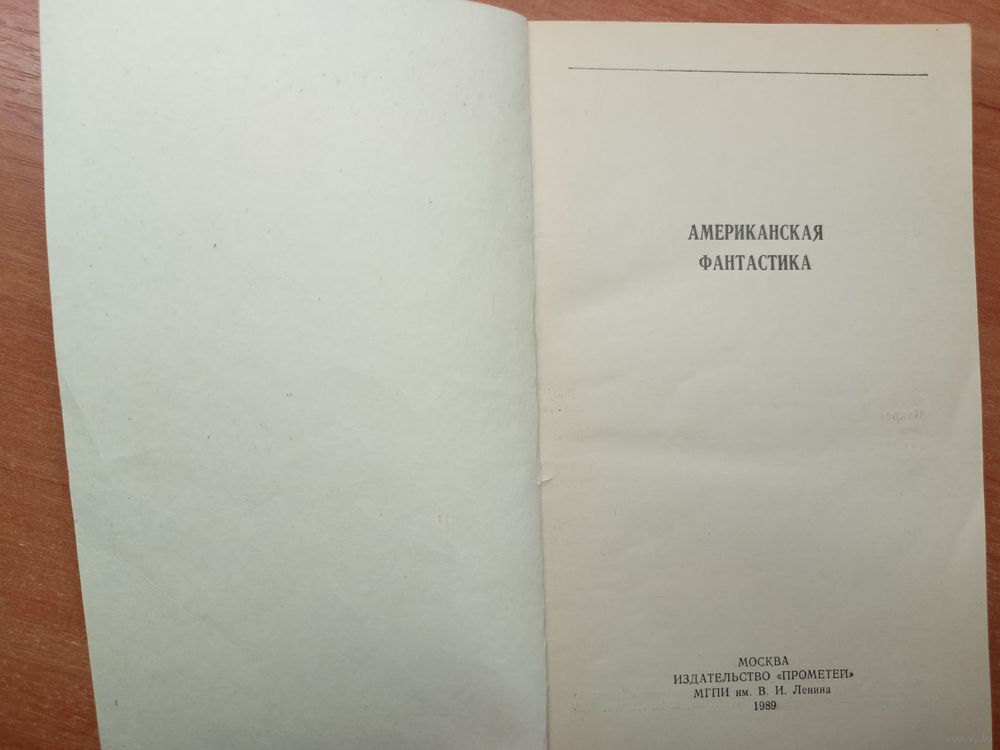 АМЕРИКАНСКАЯ
ФАНТАСТИКА
МОСКВА
ИЗДАТЕЛЬСТВО «ПРОМЕТЕЙ»
МГПИ им. В. И. Ленина
1989